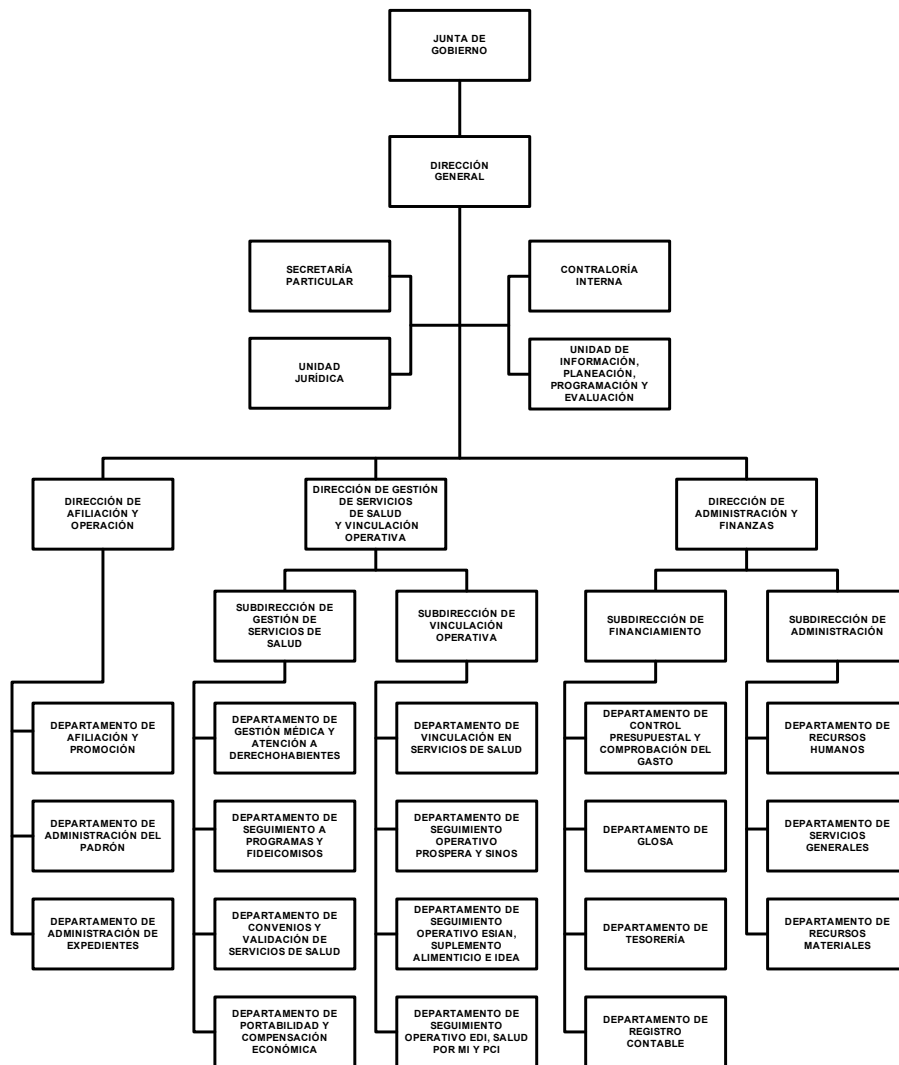 JUNTA DE
GOBIERNO
DIRECCIÓN
GENERAL
SECRETARÍA
PARTICULAR
CONTRALORÍA
INTERNA
UNIDAD
JURÍDICA
UNIDAD DE
INFORMACIÓN,
PLANEACIÓN,
PROGRAMACIÓN Y
EVALUACIÓN
DIRECCIÓN DE
AFILIACIÓN Y
OPERACIÓN
DIRECCIÓN DE GESTIÓN
DE SERVICIOS
DE SALUD
Y VINCULACIÓN
OPERATIVA
DIRECCIÓN DE
ADMINISTRACIÓN Y
FINANZAS
SUBDIRECCIÓN DE
GESTIÓN DE
SERVICIOS DE
SALUD
SUBDIRECCIÓN DE
VINCULACIÓN
OPERATIVA
SUBDIRECCIÓN DE
FINANCIAMIENTO
SUBDIRECCIÓN DE
ADMINISTRACIÓN
DEPARTAMENTO DE
AFILIACIÓN Y
PROMOCIÓN
DEPARTAMENTO DE
GESTIÓN MÉDICA Y
ATENCIÓN A
DERECHOHABIENTES
DEPARTAMENTO DE
VINCULACIÓN EN
SERVICIOS DE SALUD
DEPARTAMENTO DE
CONTROL
PRESUPUESTAL Y
COMPROBACIÓN DEL
GASTO
DEPARTAMENTO DE
RECURSOS
HUMANOS
DEPARTAMENTO DE
ADMINISTRACIÓN DEL
PADRÓN
DEPARTAMENTO DE
SEGUIMIENTO A
PROGRAMAS Y
FIDEICOMISOS
DEPARTAMENTO DE
SEGUIMIENTO
OPERATIVO
PROSPERA Y SINOS
DEPARTAMENTO DE
GLOSA
DEPARTAMENTO DE
SERVICIOS
GENERALES
DEPARTAMENTO DE
ADMINISTRACIÓN DE
EXPEDIENTES
DEPARTAMENTO DE
CONVENIOS Y
VALIDACIÓN DE
SERVICIOS DE SALUD
DEPARTAMENTO DE
SEGUIMIENTO
OPERATIVO ESIAN,
SUPLEMENTO
ALIMENTICIO E IDEA
DEPARTAMENTO DE
TESORERÍA
DEPARTAMENTO DE
RECURSOS
MATERIALES
DEPARTAMENTO DE
PORTABILIDAD Y
COMPENSACIÓN
ECONÓMICA
DEPARTAMENTO DE
SEGUIMIENTO
OPERATIVO EDI, SALUD
POR MI Y PCI
DEPARTAMENTO DE
REGISTRO
CONTABLE